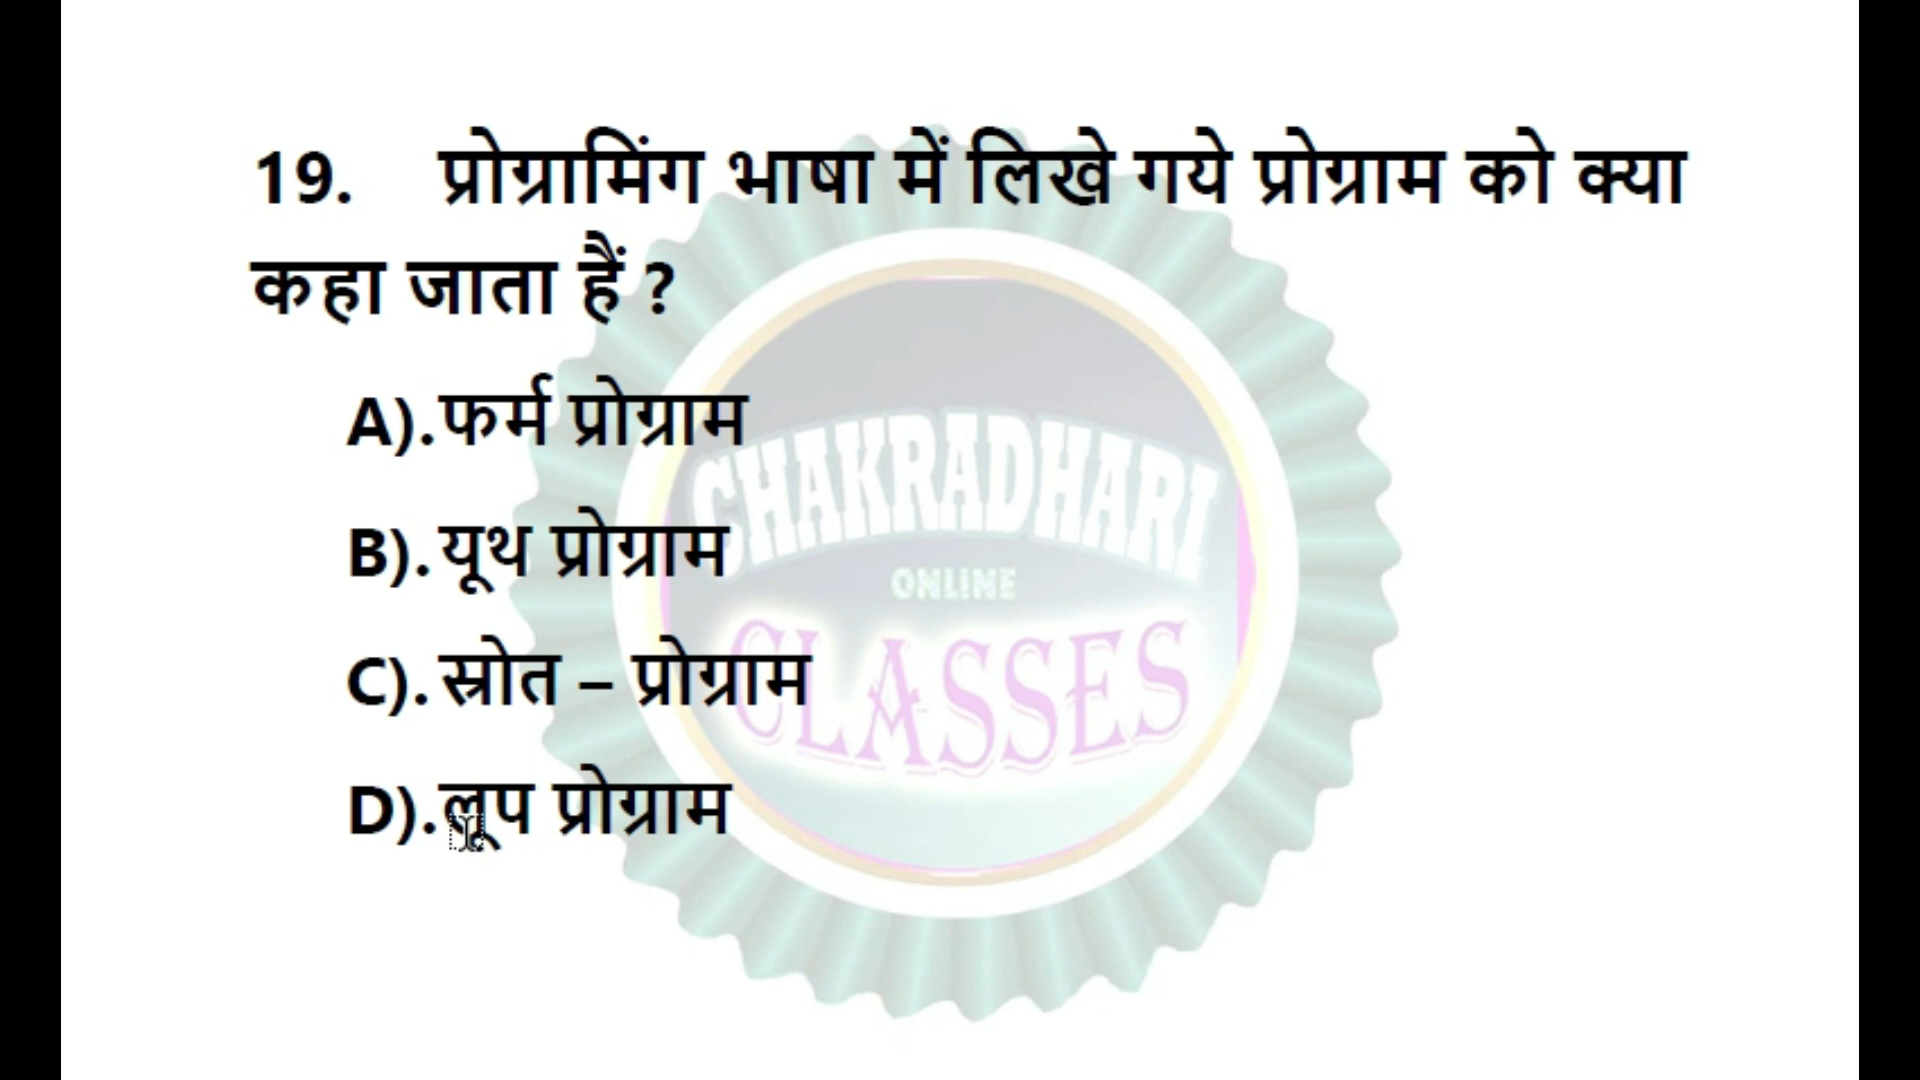 19. प्रोग्रामिंग भाषा में लिखे गये प्रोग्राम को क्या
कहा जाता हैं ?
A).फर्म प्रोग्राम
B).यूथ प्रोग्राम
C).स्रोत – प्रोग्राम
D).लूप प्रोग्राम
CHAKRADHARI
ONLINE
CLASSES